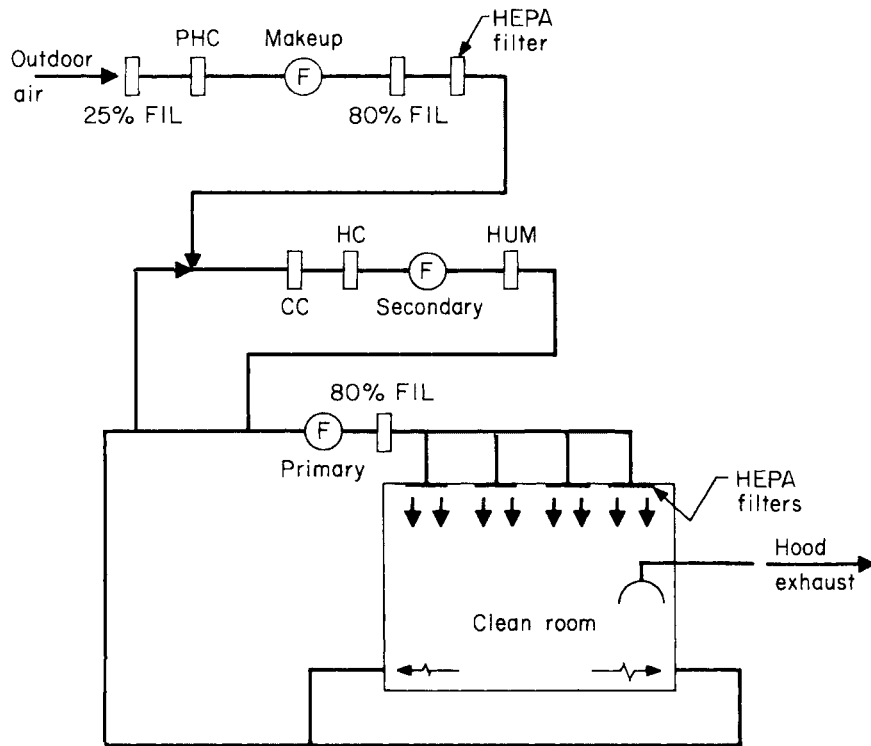 HEPA
filter
PHC
Makeup
Outdoor
air
F
25% FIL
80% FIL
HC
HUM
F
CC
Secondary
80% FIL
F
Primary
HEPA
filters
Hood
exhaust
Clean room